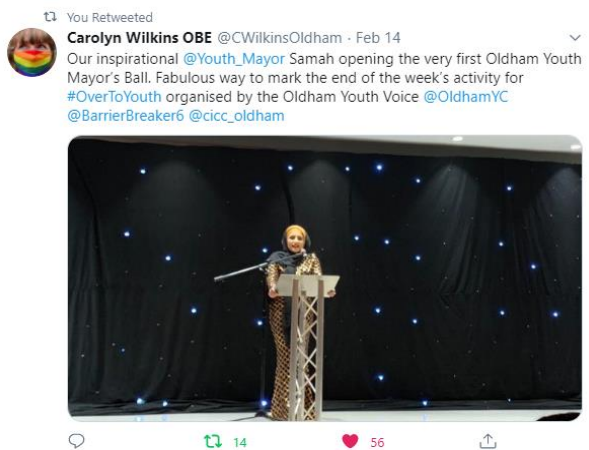 You Retweeted
Carolyn Wilkins OBE @CWilkinsOldham · Feb 14
Our inspirational @Youth_Mayor Samah opening the very first Oldham Youth
Mayor's Ball. Fabulous way to mark the end of the week's activity for
#OverToYouth organised by the Oldham Youth Voice @OldhamYC
@BarrierBreaker6 @cicc_oldham
14 56